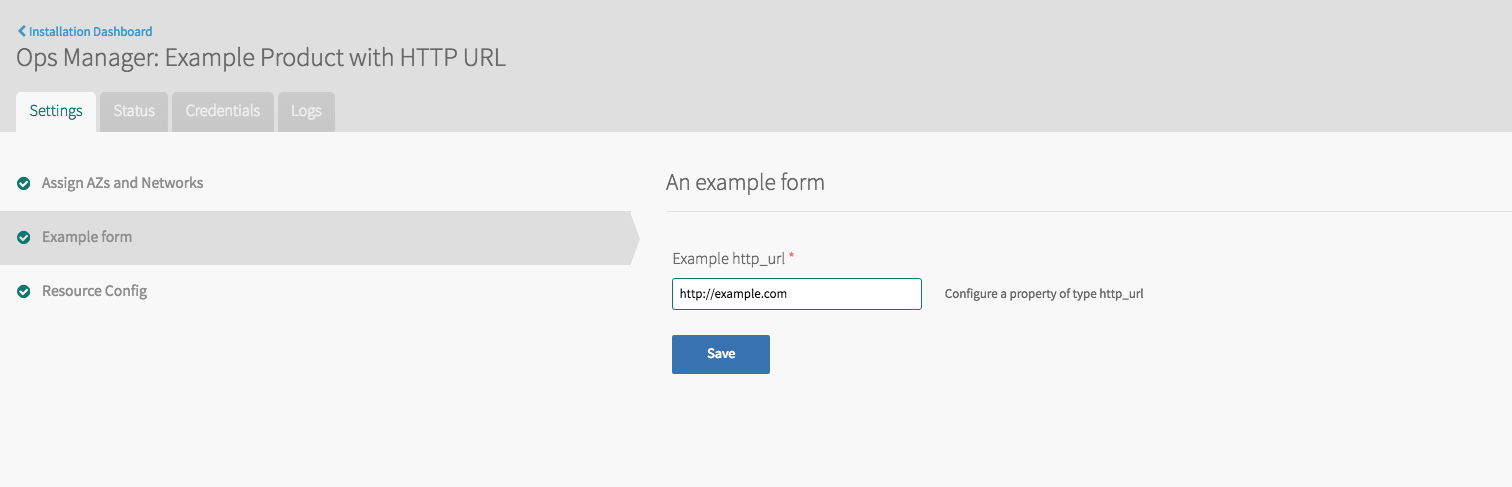 Installation Dashboard
Ops Manager: Example Product with HTTP URL
Settings Status Credentials Logs
Assign AZs and Networks
Example form
Resource Config
An example form
Example http_url *
http://example.com Configure a property of type http_url
Save